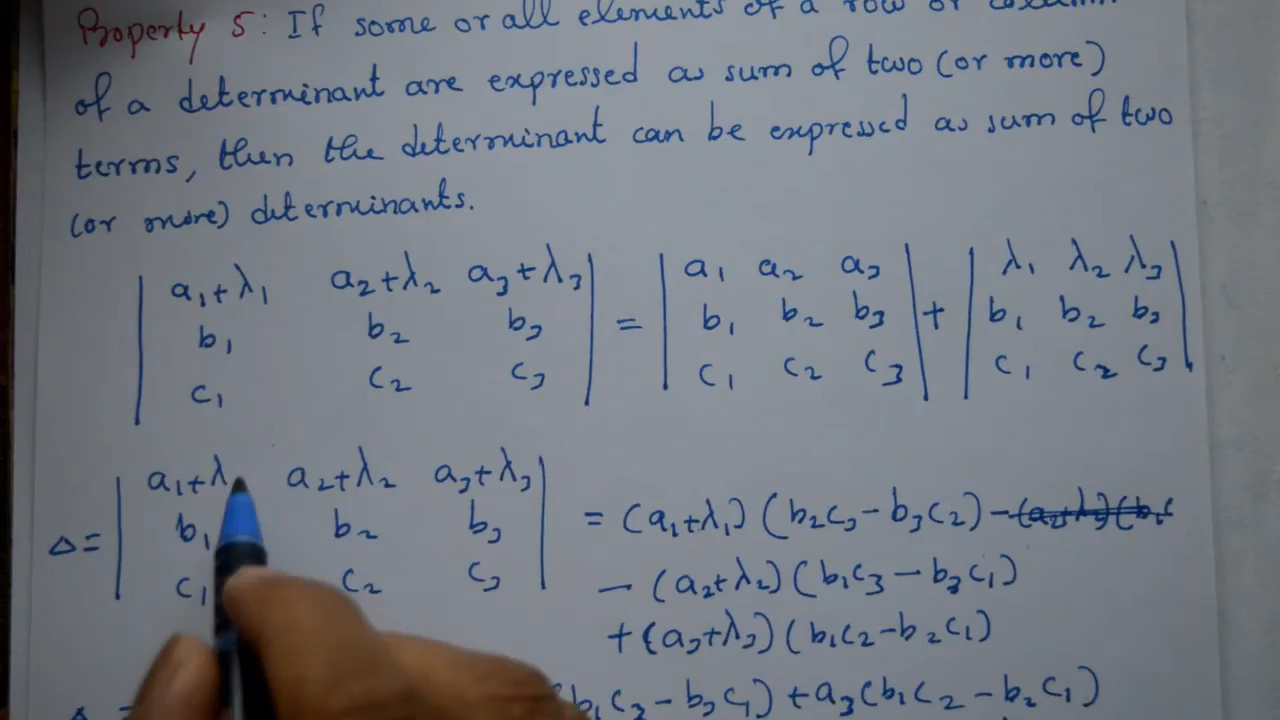 Property 5: If some or all elements of a row or column
of a determinant are expressed as sum of two (or more)
terms, then the determinant can be expressed as sum of two
(or more) determinants.
| a₁+λ₁ a₂+λ₂ a₃+λ₃ | | a₁ a₂ a₃ | | λ₁ λ₂ λ₃ |
| b₁ b₂ b₃ | = | b₁ b₂ b₃ | + | b₁ b₂ b₃ |
| c₁ c₂ c₃ | | c₁ c₂ c₃ | | c₁ c₂ c₃ |
| a₁+λ a₂+λ₂ a₃+λ₃ |
Δ = | b₁ b₂ b₃ | = (a₁+λ₁) (b₂c₃-b₃c₂) -
| c₁ c₂ c₃ | - (a₂+λ₂) (b₁c₃ - b₃c₁)
+ (a₃+λ₃) (b₁c₂-b₂c₁)
(b₁c₃ - b₃c₁) + a₃(b₁c₂ - b₂c₁)